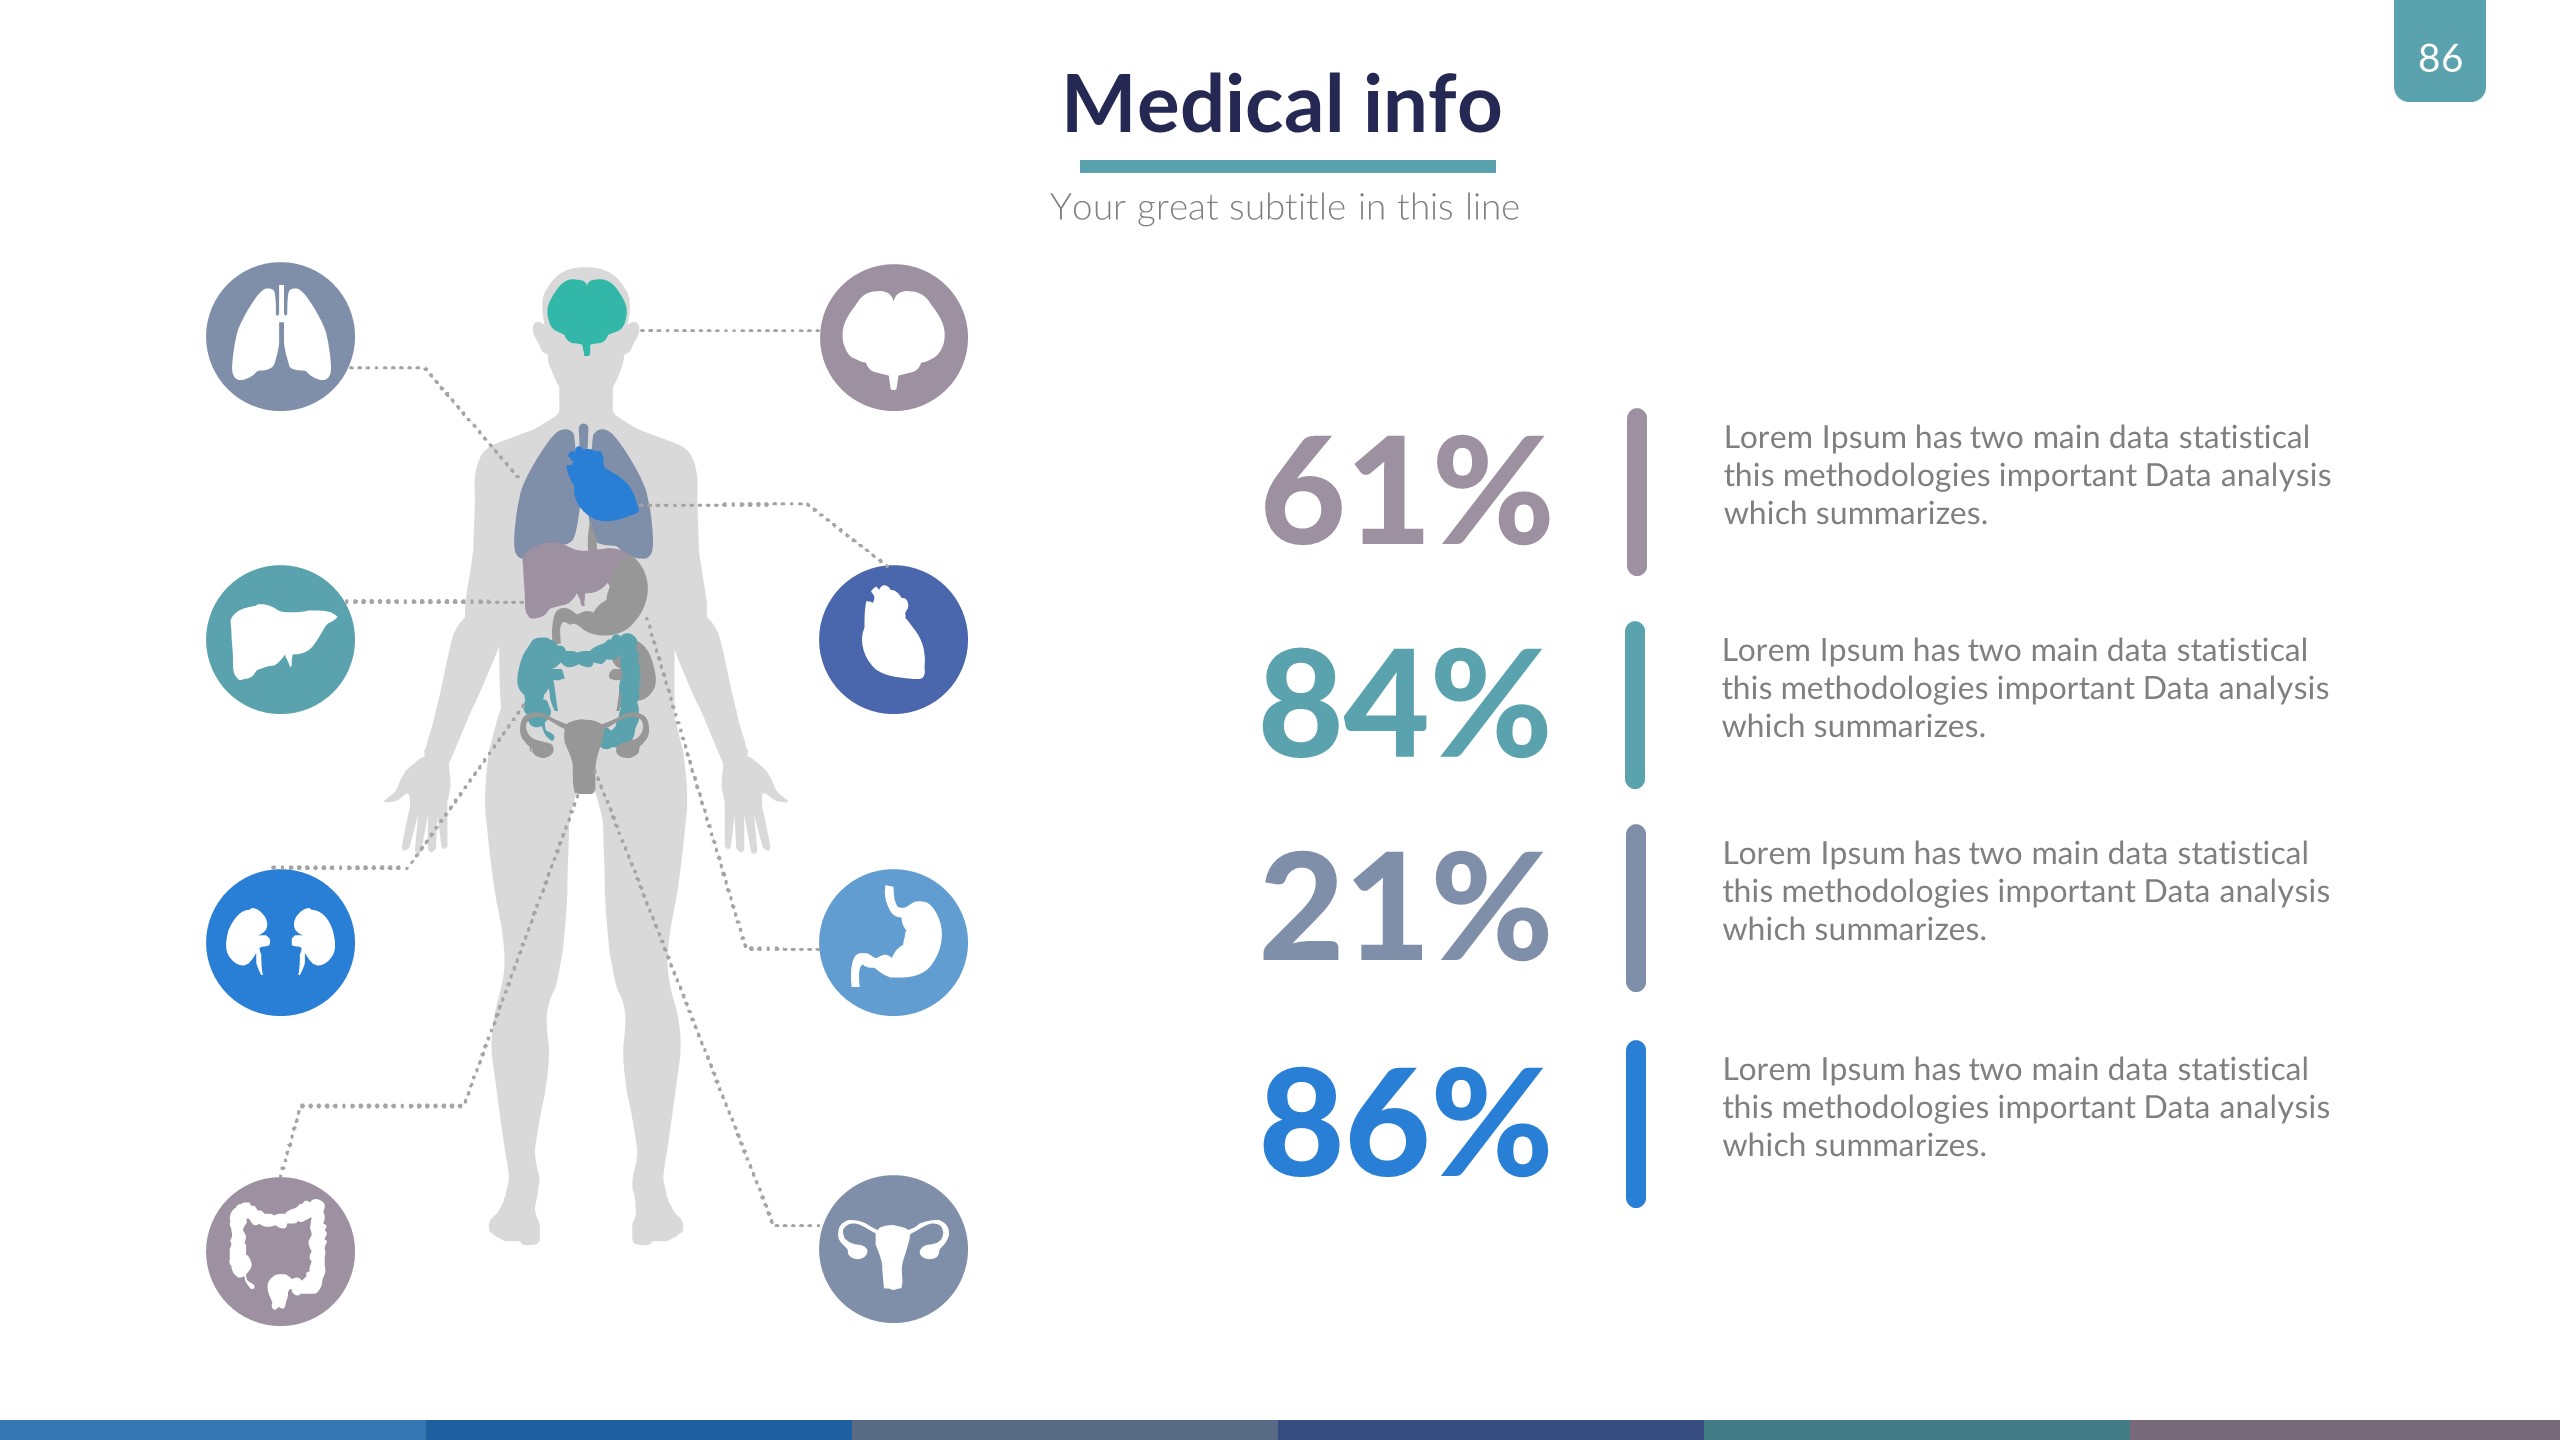 86
Medical info
Your great subtitle in this line
61%
Lorem Ipsum has two main data statistical
this methodologies important Data analysis
which summarizes.
84%
Lorem Ipsum has two main data statistical
this methodologies important Data analysis
which summarizes.
21%
Lorem Ipsum has two main data statistical
this methodologies important Data analysis
which summarizes.
86%
Lorem Ipsum has two main data statistical
this methodologies important Data analysis
which summarizes.